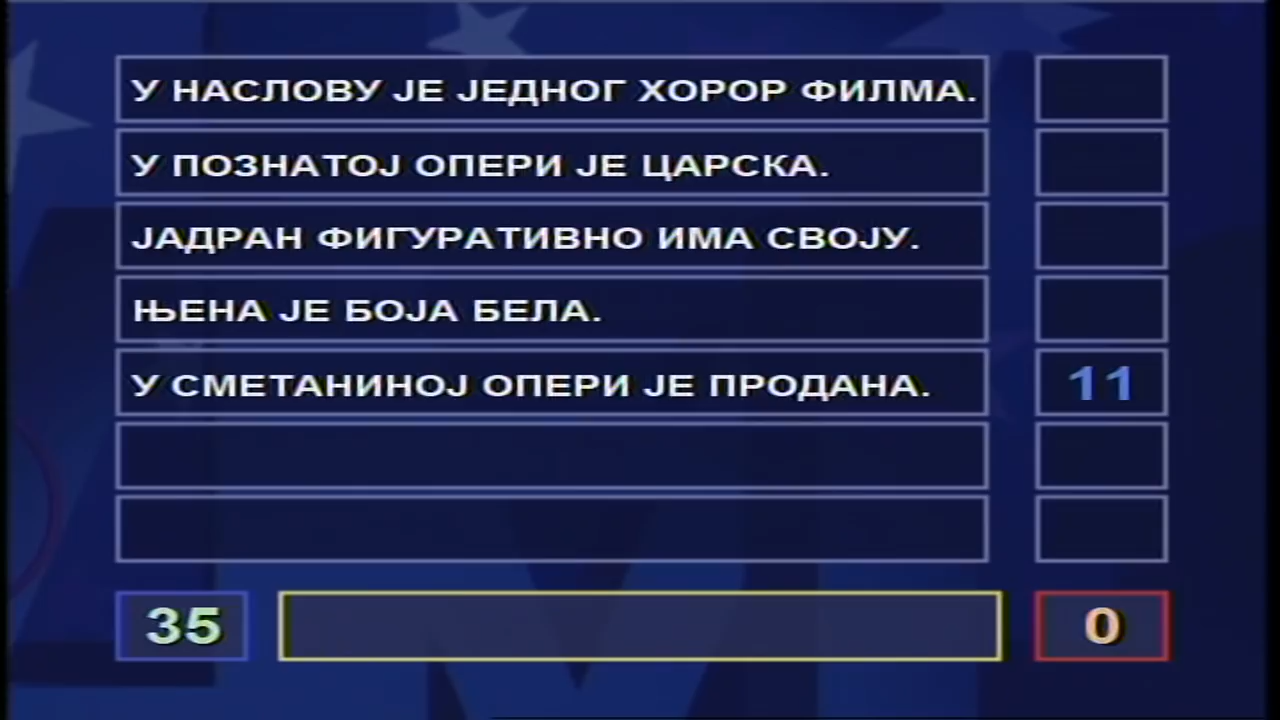 У НАСЛОВУ ЈЕ ЈЕДНОГ ХОРОР ФИЛМА.
У ПОЗНАТОЈ ОПЕРИ ЈЕ ЦАРСКА.
ЈАДРАН ФИГУРАТИВНО ИМА СВОЈУ.
ЊЕНА ЈЕ БОЈА БЕЛА.
У СМЕТАНИНОЈ ОПЕРИ ЈЕ ПРОДАНА. 11
35 0